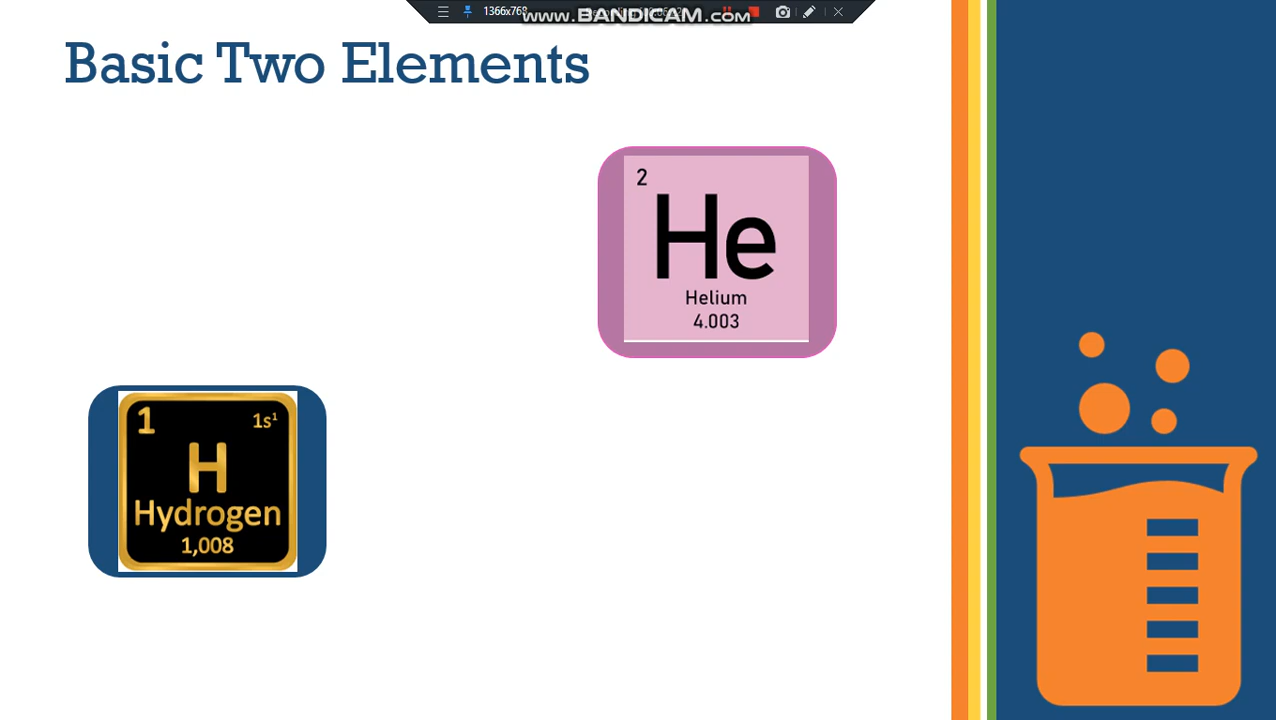 1366x768
www.BANDICAM.com
Basic Two Elements
2
He
Helium
4.003
1
1s¹
H
Hydrogen
1,008